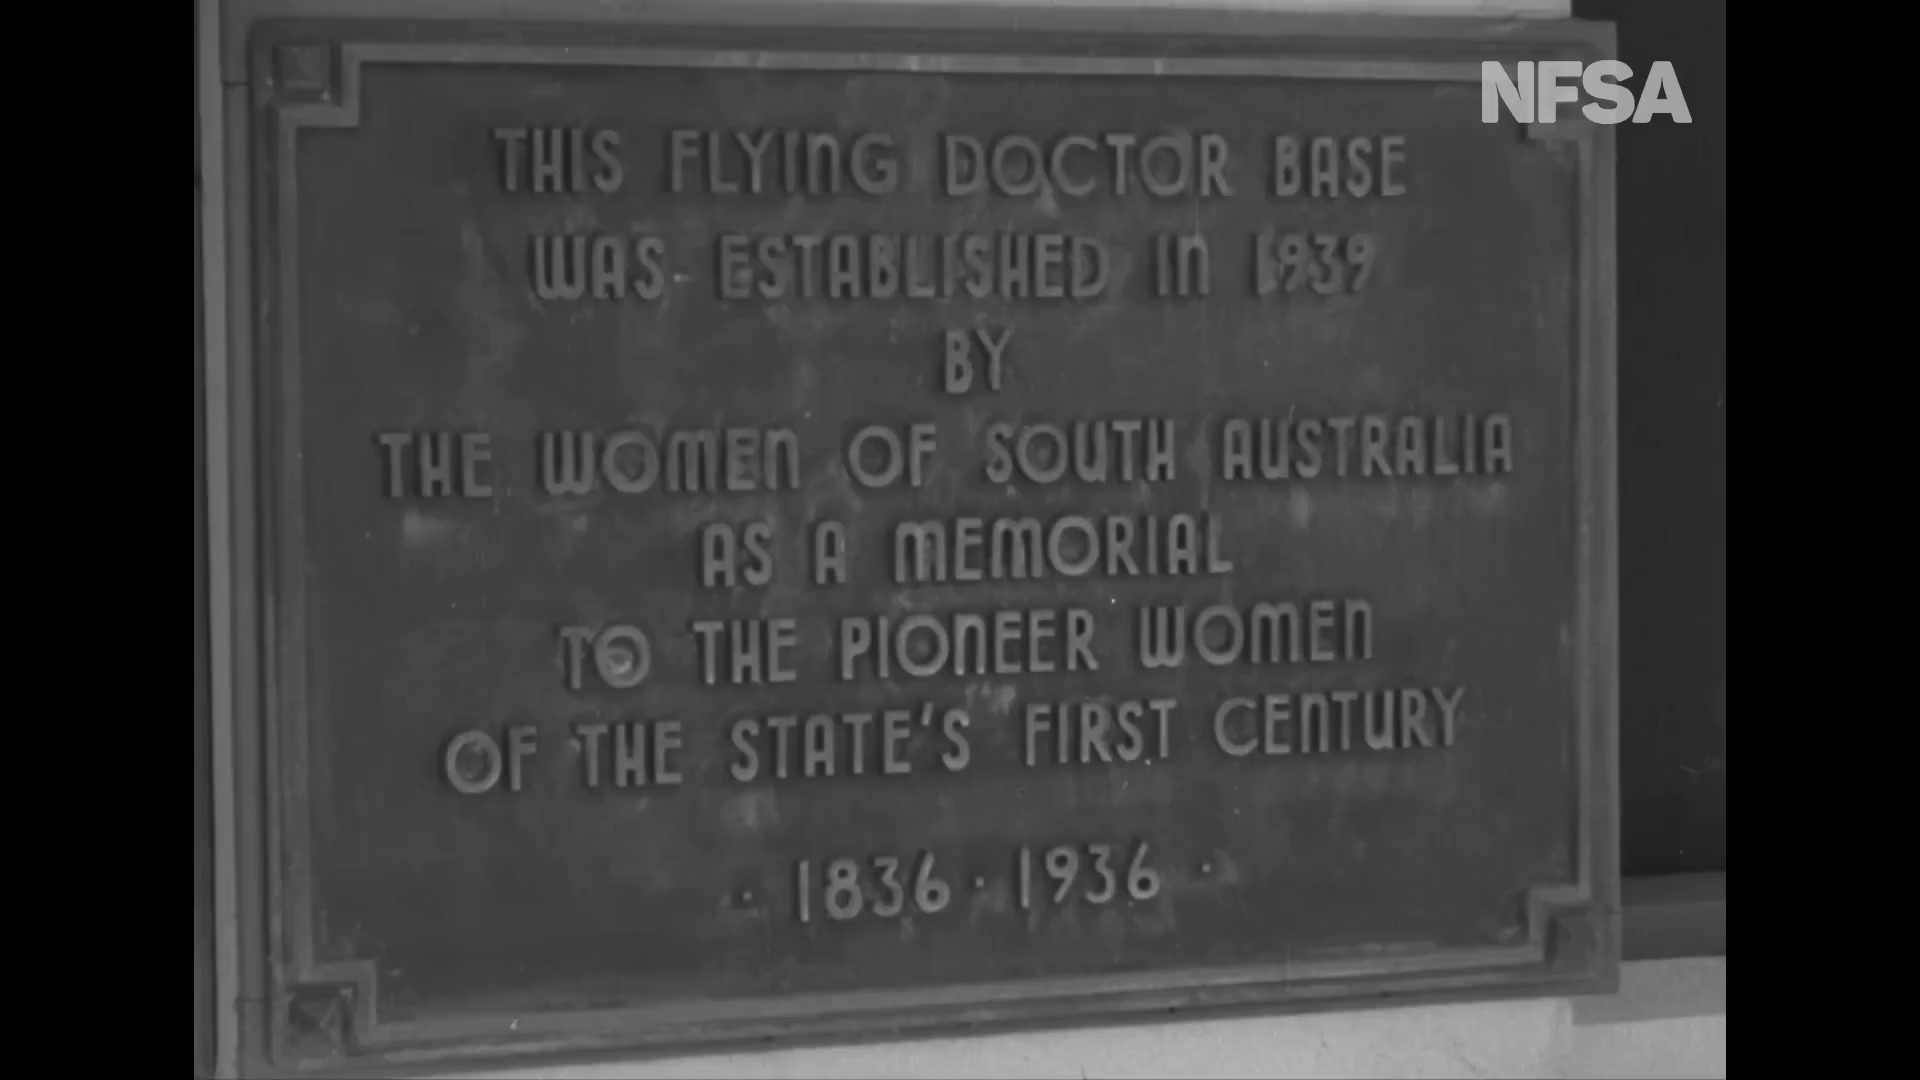 NFSA
THIS FLYING DOCTOR BASE
WAS ESTABLISHED IN 1939
BY
THE WOMEN OF SOUTH AUSTRALIA
AS A MEMORIAL
TO THE PIONEER WOMEN
OF THE STATE'S FIRST CENTURY
· 1836 · 1936 ·